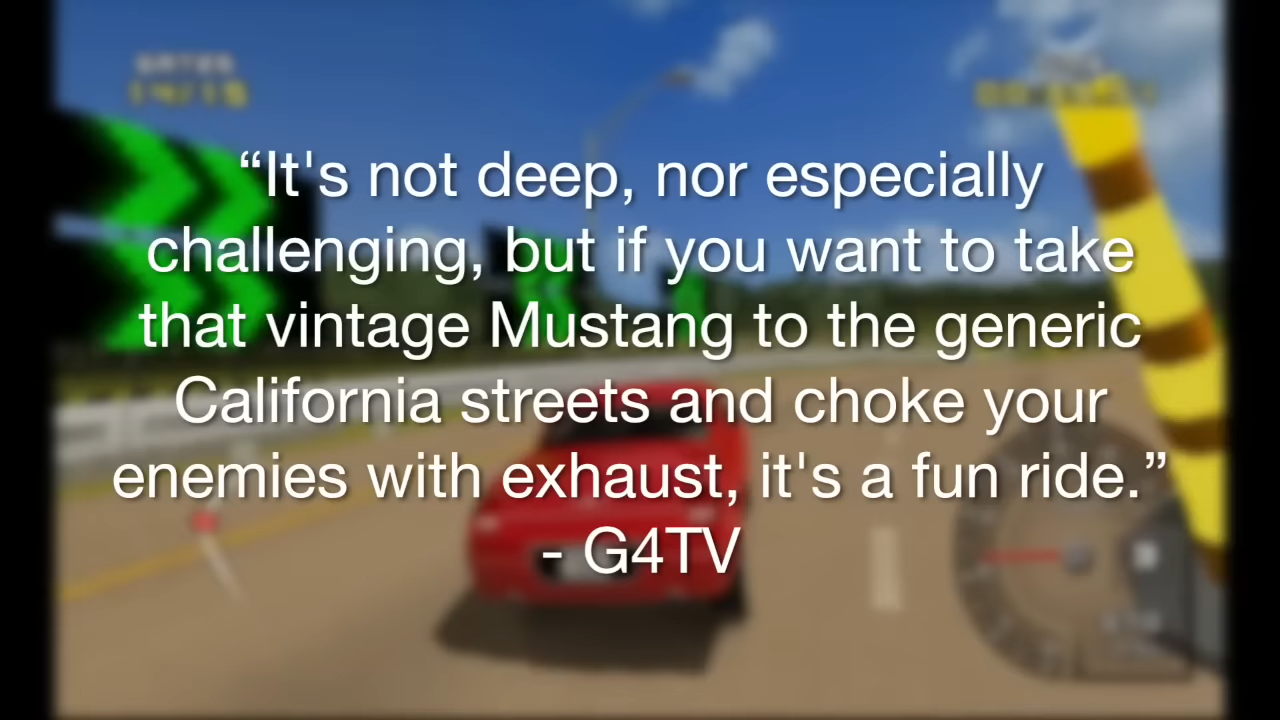 “It's not deep, nor especially
challenging, but if you want to take
that vintage Mustang to the generic
California streets and choke your
enemies with exhaust, it's a fun ride.”
- G4TV